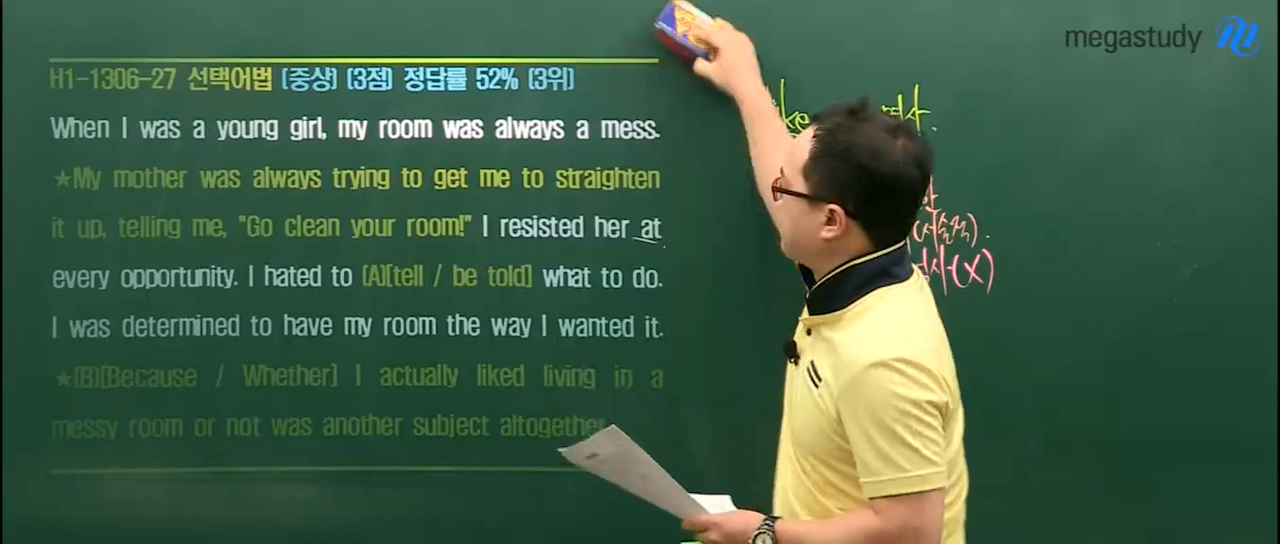 megastudy
H1-1306-27 선택어법 (중상) (3점) 정답률 52% (3위)
When I was a young girl, my room was always a mess.
★My mother was always trying to get me to straighten
it up, telling me, "Go clean your room!" I resisted her at
every opportunity. I hated to (A)[tell / be told] what to do.
I was determined to have my room the way I wanted it.
★(B)[Because / Whether] I actually liked living in a
messy room or not was another subject altogether.
(서술적).
(X)